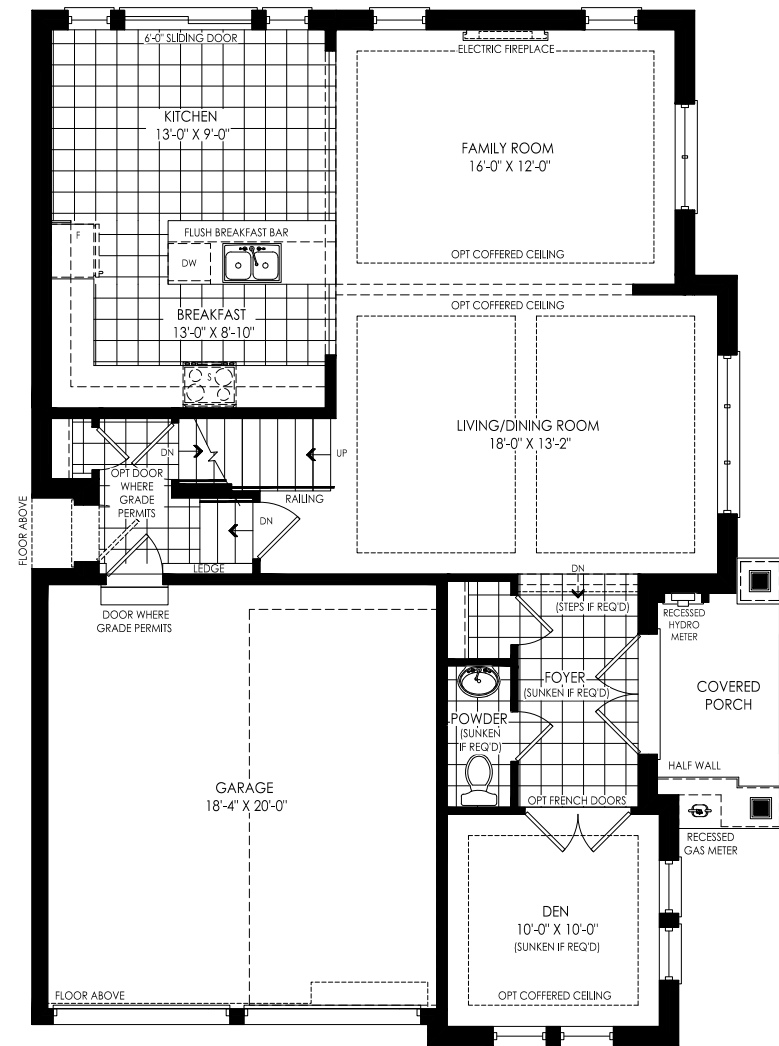 6'-0" SLIDING DOOR
ELECTRIC FIREPLACE
KITCHEN
13'-0" X 9'-0"
FAMILY ROOM
16'-0" X 12'-0"
F
FLUSH BREAKFAST BAR
DW
OPT COFFERED CEILING
OPT COFFERED CEILING
BREAKFAST
13'-0" X 8'-10"
S
LIVING/DINING ROOM
18'-0" X 13'-2"
DN
UP
OPT DOOR
WHERE
GRADE
PERMITS
RAILING
FLOOR ABOVE
DN
LEDGE
DN
(STEPS IF REQ'D)
DOOR WHERE
GRADE PERMITS
RECESSED
HYDRO
METER
FOYER
(SUNKEN IF REQ'D)
COVERED
PORCH
POWDER
(SUNKEN
IF REQ'D)
HALF WALL
GARAGE
18'-4" X 20'-0"
OPT FRENCH DOORS
RECESSED
GAS METER
DEN
10'-0" X 10'-0"
(SUNKEN IF REQ'D)
FLOOR ABOVE
OPT COFFERED CEILING